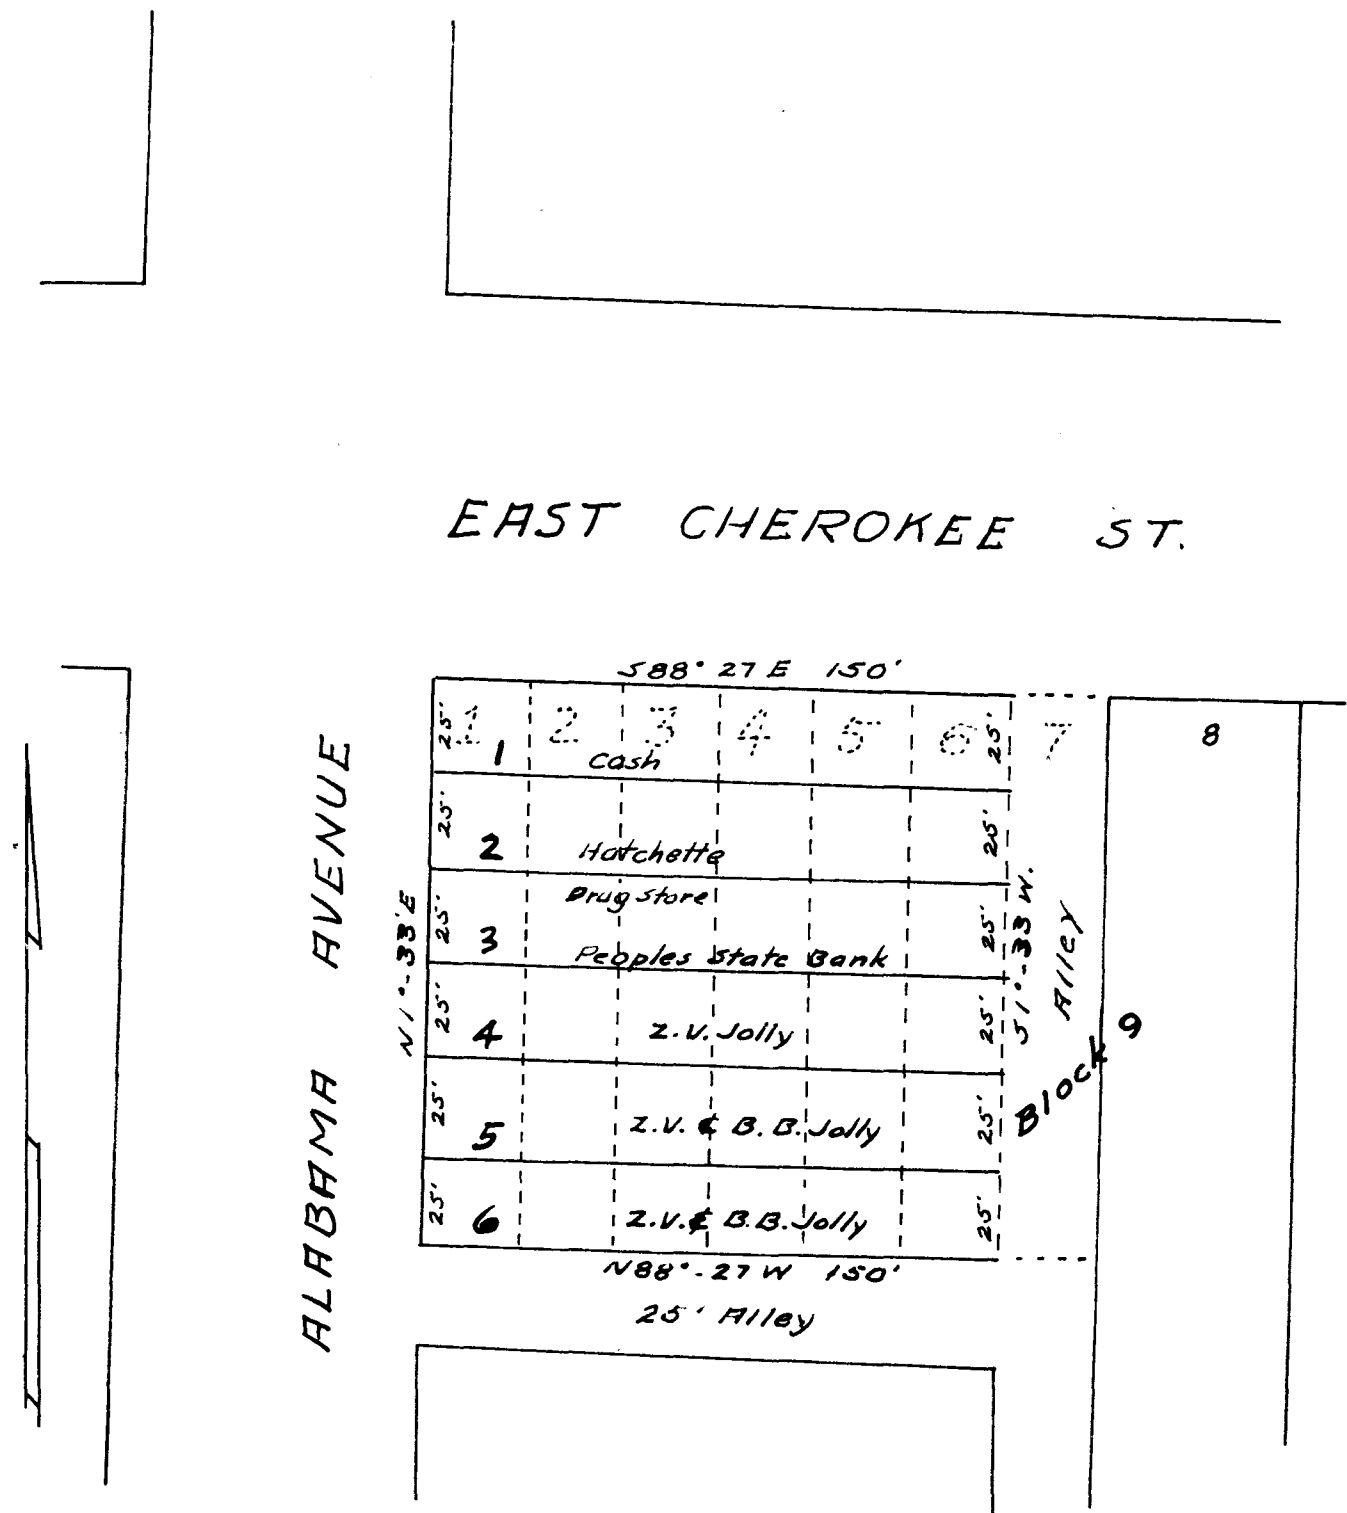 EAST CHEROKEE ST.
S88° 27 E 150'
25' 1 2 3 4 5 6 25' 7 8
1 Cash
25' 2 Hatchette 25'
Drug Store
25' 3 25'
Peoples State Bank
25' 4 Z.V. Jolly 25'
25' 5 Z.V. & B.B. Jolly 25'
25' 6 Z.V. & B.B. Jolly 25'
N88°-27 W 150'
25' Alley
N1°-33'E
S1°-33 W.
Alley
Block 9
ALABAMA AVENUE